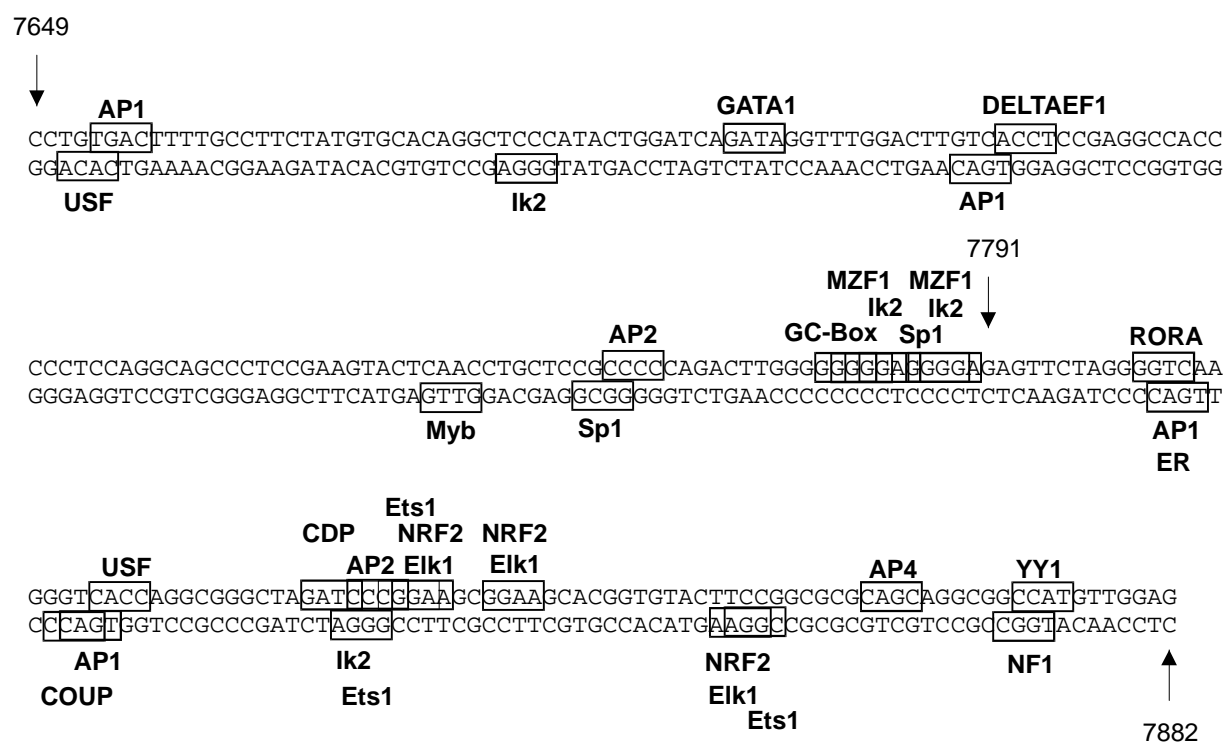 7649
AP1 GATA1 DELTAEF1
CCTGTGACTTTTGCCTTCTATGTGCACAGGCTCCCATACTGGATCAGATAGGTTTGGACTTGTCACCTCCGAGGCCACC
GGACACTGAAAACGGAAGATACACGTGTCCGAGGGTATGACCTAGTCTATCCAAACCTGAACAGTGGAGGCTCCGGTGG
USF Ik2 AP1
7791
MZF1 MZF1
Ik2 Ik2
AP2 GC-Box Sp1 RORA
CCCTCCAGGCAGCCCTCCGAAGTACTCAACCTGCTCCGCCCCCAGACTTGGGGGGGGAGGGGAGAGTTCTAGGGGTCAA
GGGAGGTCCGTCGGGAGGCTTCATGAGTTGGACGAGGCGGGGGTCTGAACCCCCCCCTCCCCTCTCAAGATCCCCAGTT
Myb Sp1 AP1
ER
Ets1
CDP NRF2 NRF2
USF AP2 Elk1 Elk1 AP4 YY1
GGGTCACCAGGCGGGCTAGATCCCGGAAGCGGAAGCACGGTGTACTTCCGGCGCGCAGCAGGCGGCCATGTTGGAG
CCCAGTGGTCCGCCCGATCTAGGGCCTTCGCCTTCGTGCCACATGAAGGCCGCGCGTCGTCCGCCGGTACAACCTC
AP1 Ik2 NRF2 NF1
COUP Ets1 Elk1
Ets1
7882